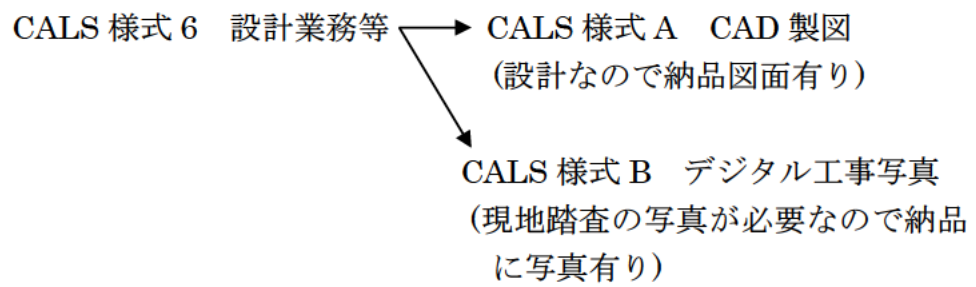 CALS 様式 6　設計業務等
CALS 様式 A　CAD 製図
(設計なので納品図面有り)
CALS 様式 B　デジタル工事写真
(現地踏査の写真が必要なので納品
に写真有り)